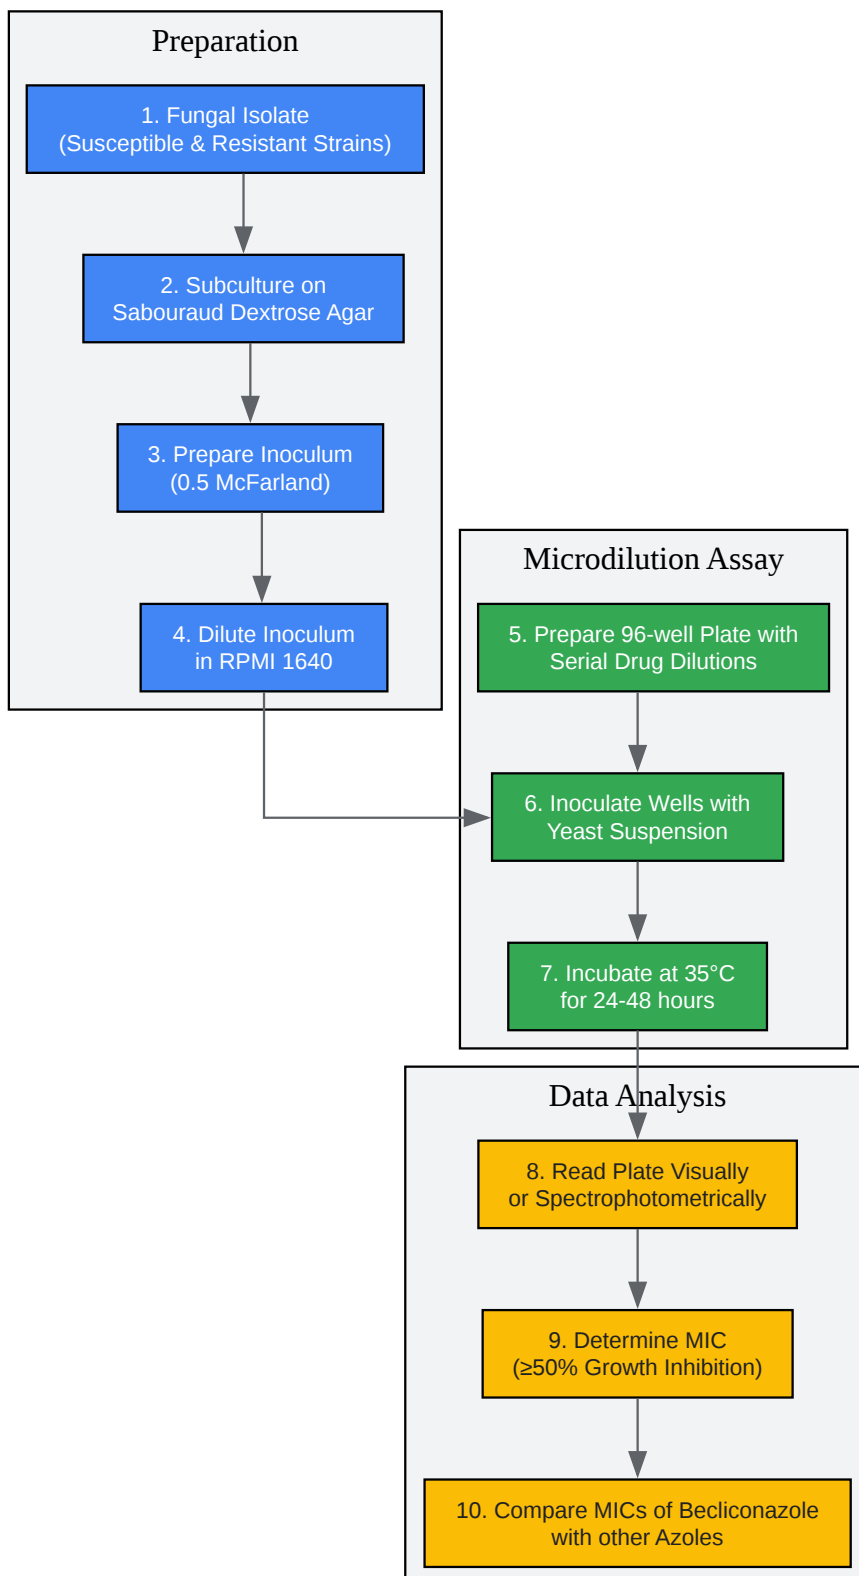 Preparation
1. Fungal Isolate
(Susceptible & Resistant Strains)
2. Subculture on
Sabouraud Dextrose Agar
3. Prepare Inoculum
(0.5 McFarland)
4. Dilute Inoculum
in RPMI 1640
Microdilution Assay
5. Prepare 96-well Plate with
Serial Drug Dilutions
6. Inoculate Wells with
Yeast Suspension
7. Incubate at 35°C
for 24-48 hours
Data Analysis
8. Read Plate Visually
or Spectrophotometrically
9. Determine MIC
(≥50% Growth Inhibition)
10. Compare MICs of Becliconazole
with other Azoles